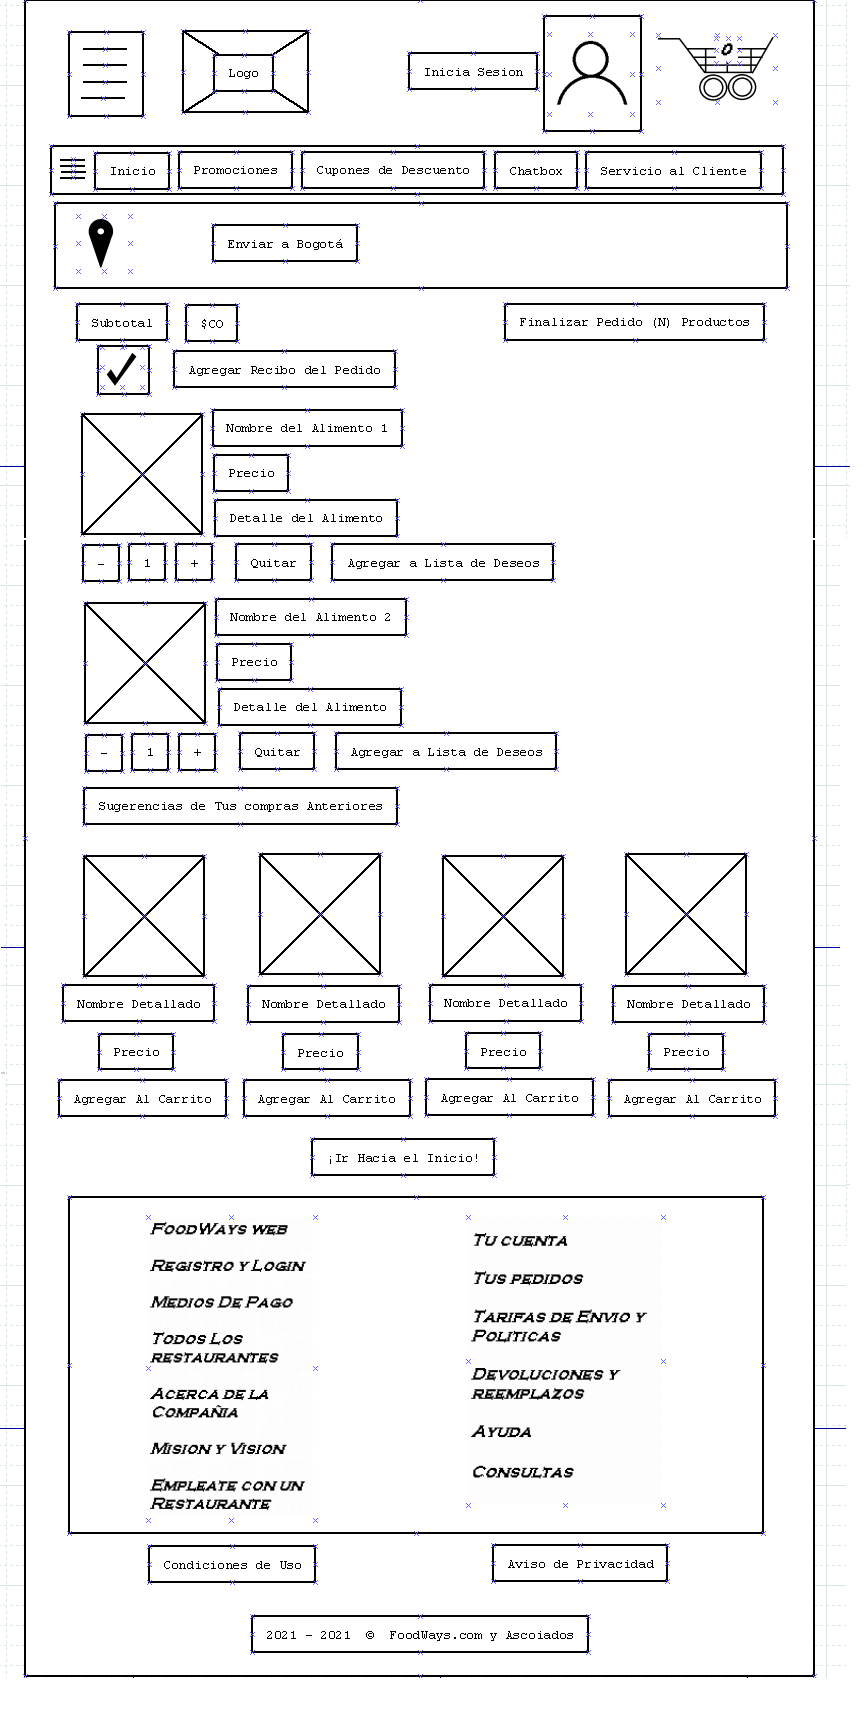 Logo
Inicia Sesion
0
Inicio
Promociones
Cupones de Descuento
Chatbox
Servicio al Cliente
Enviar a Bogotá
Subtotal
$CO
Finalizar Pedido (N) Productos
Agregar Recibo del Pedido
Nombre del Alimento 1
Precio
Detalle del Alimento
-
1
+
Quitar
Agregar a Lista de Deseos
Nombre del Alimento 2
Precio
Detalle del Alimento
-
1
+
Quitar
Agregar a Lista de Deseos
Sugerencias de Tus compras Anteriores
Nombre Detallado
Nombre Detallado
Nombre Detallado
Nombre Detallado
Precio
Precio
Precio
Precio
Agregar Al Carrito
Agregar Al Carrito
Agregar Al Carrito
Agregar Al Carrito
¡Ir Hacia el Inicio!
FoodWays web
Registro y Login
Medios De Pago
Todos Los
restaurantes
Acerca de la
Compañia
Mision y Vision
Empleate con un
Restaurante
Tu cuenta
Tus pedidos
Tarifas de Envio y
Politicas
Devoluciones y
reemplazos
Ayuda
Consultas
Condiciones de Uso
Aviso de Privacidad
2021 - 2021 © FoodWays.com y Ascoiados